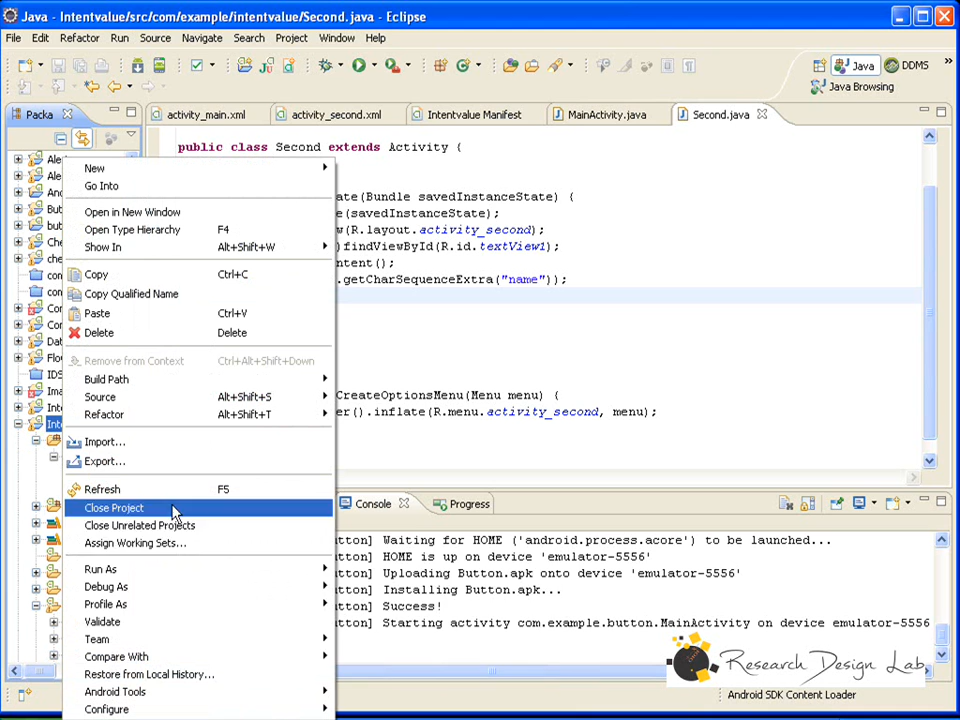 Java - Intentvalue/src/com/example/intentvalue/Second.java - Eclipse
File Edit Refactor Run Source Navigate Search Project Window Help
Java DDMS »
Java Browsing
Packa activity_main.xml activity_second.xml Intentvalue Manifest MainActivity.java Second.java
public class Second extends Activity {
ate(Bundle savedInstanceState) {
e(savedInstanceState);
w(R.layout.activity_second);
)findViewById(R.id.textView1);
ntent();
.getCharSequenceExtra("name"));
CreateOptionsMenu(Menu menu) {
er().inflate(R.menu.activity_second, menu);
New
Go Into
Open in New Window
Open Type Hierarchy F4
Show In Alt+Shift+W
Copy Ctrl+C
Copy Qualified Name
Paste Ctrl+V
Delete Delete
Remove from Context Ctrl+Alt+Shift+Down
Build Path
Source Alt+Shift+S
Refactor Alt+Shift+T
Import...
Export...
Refresh F5
Close Project
Close Unrelated Projects
Assign Working Sets...
Run As
Debug As
Profile As
Validate
Team
Compare With
Restore from Local History...
Android Tools
Configure
Console Progress
utton] Waiting for HOME ('android.process.acore') to be launched...
utton] HOME is up on device 'emulator-5556'
utton] Uploading Button.apk onto device 'emulator-5556'
utton] Installing Button.apk...
utton] Success!
utton] Starting activity com.example.button.MainActivity on device emulator-5556
Research Design Lab
Android SDK Content Loader